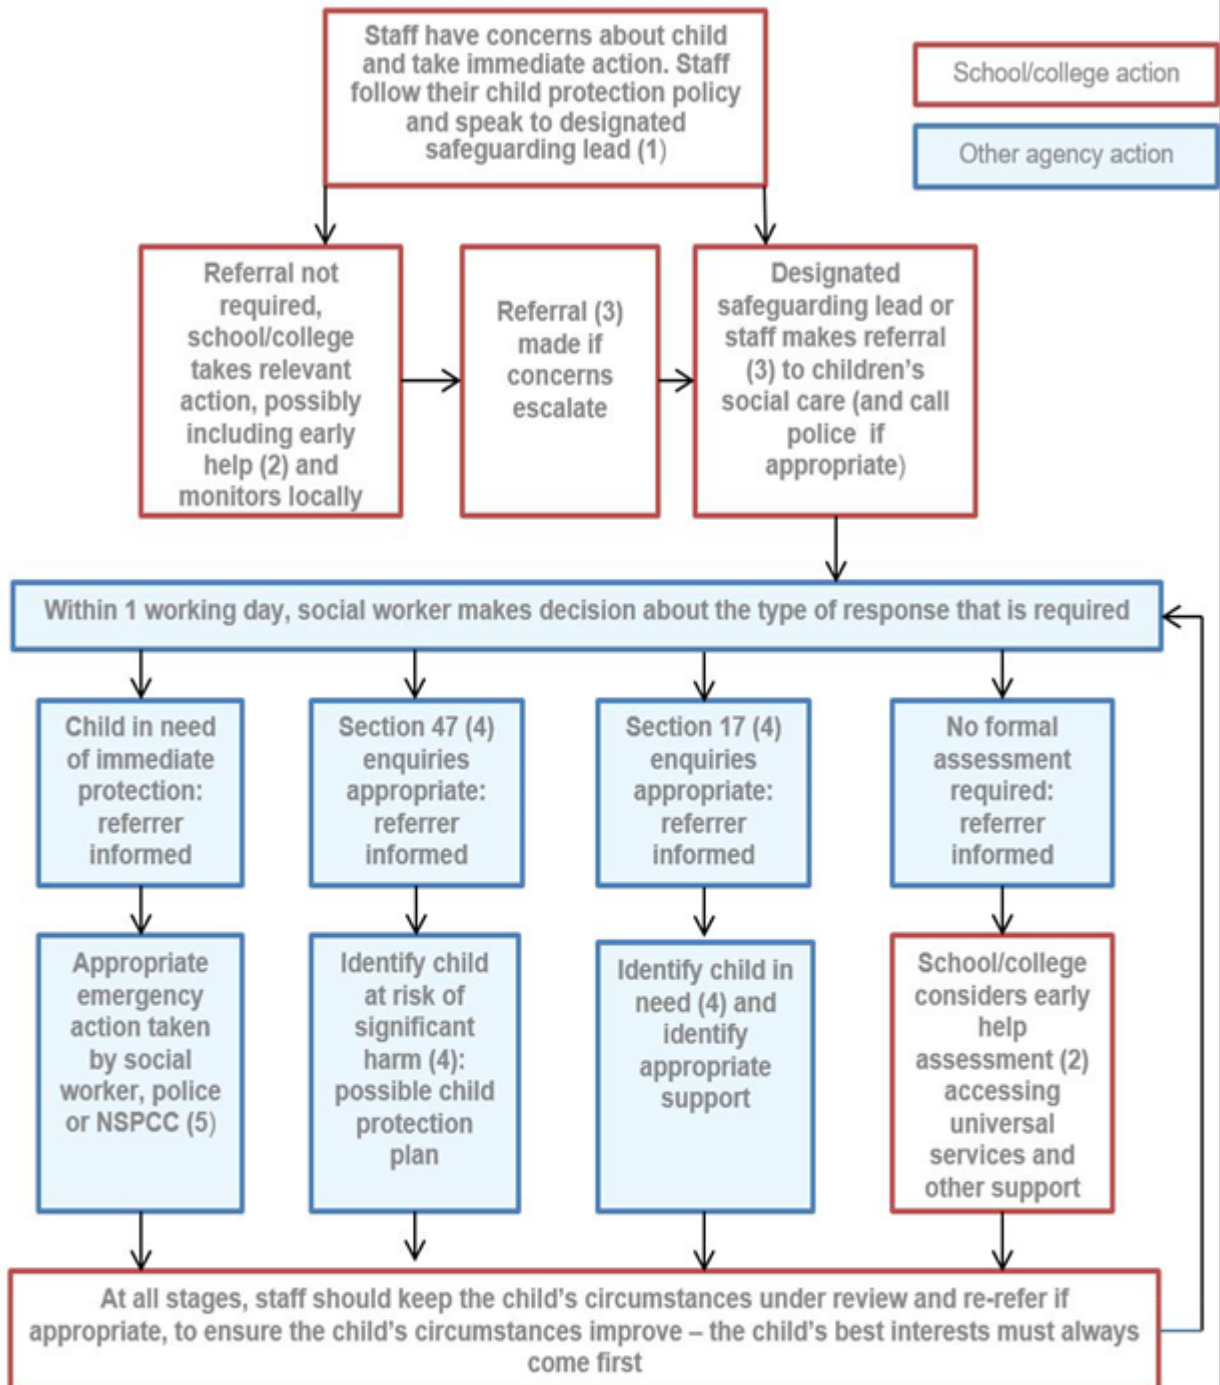 Staff have concerns about child
and take immediate action. Staff
follow their child protection policy
and speak to designated
safeguarding lead (1)
School/college action
Other agency action
Referral not
required,
school/college
takes relevant
action, possibly
including early
help (2) and
monitors locally
Referral (3)
made if
concerns
escalate
Designated
safeguarding lead or
staff makes referral
(3) to children’s
social care (and call
police if
appropriate)
Within 1 working day, social worker makes decision about the type of response that is required
Child in need
of immediate
protection:
referrer
informed
Section 47 (4)
enquiries
appropriate:
referrer
informed
Section 17 (4)
enquiries
appropriate:
referrer
informed
No formal
assessment
required:
referrer
informed
Appropriate
emergency
action taken
by social
worker, police
or NSPCC (5)
Identify child
at risk of
significant
harm (4):
possible child
protection
plan
Identify child in
need (4) and
identify
appropriate
support
School/college
considers early
help
assessment (2)
accessing
universal
services and
other support
At all stages, staff should keep the child’s circumstances under review and re-refer if
appropriate, to ensure the child’s circumstances improve – the child’s best interests must always
come first